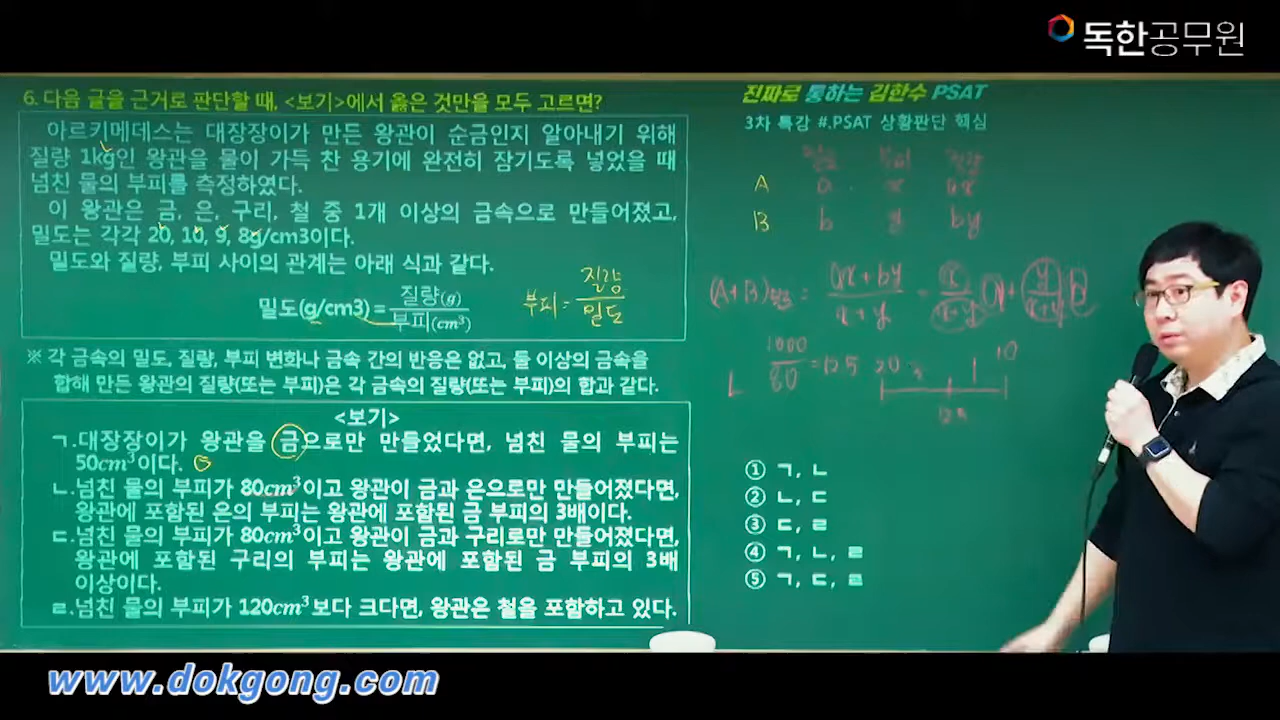 독한공무원
6. 다음 글을 근거로 판단할 때, <보기>에서 옳은 것만을 모두 고르면?
아르키메데스는 대장장이가 만든 왕관이 순금인지 알아내기 위해
질량 1kg인 왕관을 물이 가득 찬 용기에 완전히 잠기도록 넣었을 때
넘친 물의 부피를 측정하였다.
이 왕관은 금, 은, 구리, 철 중 1개 이상의 금속으로 만들어졌고,
밀도는 각각 20, 10, 9, 8g/cm3이다.
밀도와 질량, 부피 사이의 관계는 아래 식과 같다.
밀도(g/cm3) = 질량(g) / 부피(cm³)
부피 = 질량 / 밀도
※ 각 금속의 밀도, 질량, 부피 변화나 금속 간의 반응은 없고, 둘 이상의 금속을
합해 만든 왕관의 질량(또는 부피)은 각 금속의 질량(또는 부피)의 합과 같다.
<보기>
ㄱ.대장장이가 왕관을 금으로만 만들었다면, 넘친 물의 부피는
50cm³이다.
ㄴ.넘친 물의 부피가 80cm³이고 왕관이 금과 은으로만 만들어졌다면,
왕관에 포함된 은의 부피는 왕관에 포함된 금 부피의 3배이다.
ㄷ.넘친 물의 부피가 80cm³이고 왕관이 금과 구리로만 만들어졌다면,
왕관에 포함된 구리의 부피는 왕관에 포함된 금 부피의 3배
이상이다.
ㄹ.넘친 물의 부피가 120cm³보다 크다면, 왕관은 철을 포함하고 있다.
진짜로 통하는 김한수 PSAT
3차 특강 #.PSAT 상황판단 핵심
밀도 부피 질량
A a x ax
B b y by
(A+B)밀도 = ax+by / x+y = x / x+y a + y / x+y b
ㄴ 1000 / 80 = 12.5 20 3 1 10
12.5
① ㄱ, ㄴ
② ㄴ, ㄷ
③ ㄷ, ㄹ
④ ㄱ, ㄴ, ㄹ
⑤ ㄱ, ㄷ, ㄹ
www.dokgong.com